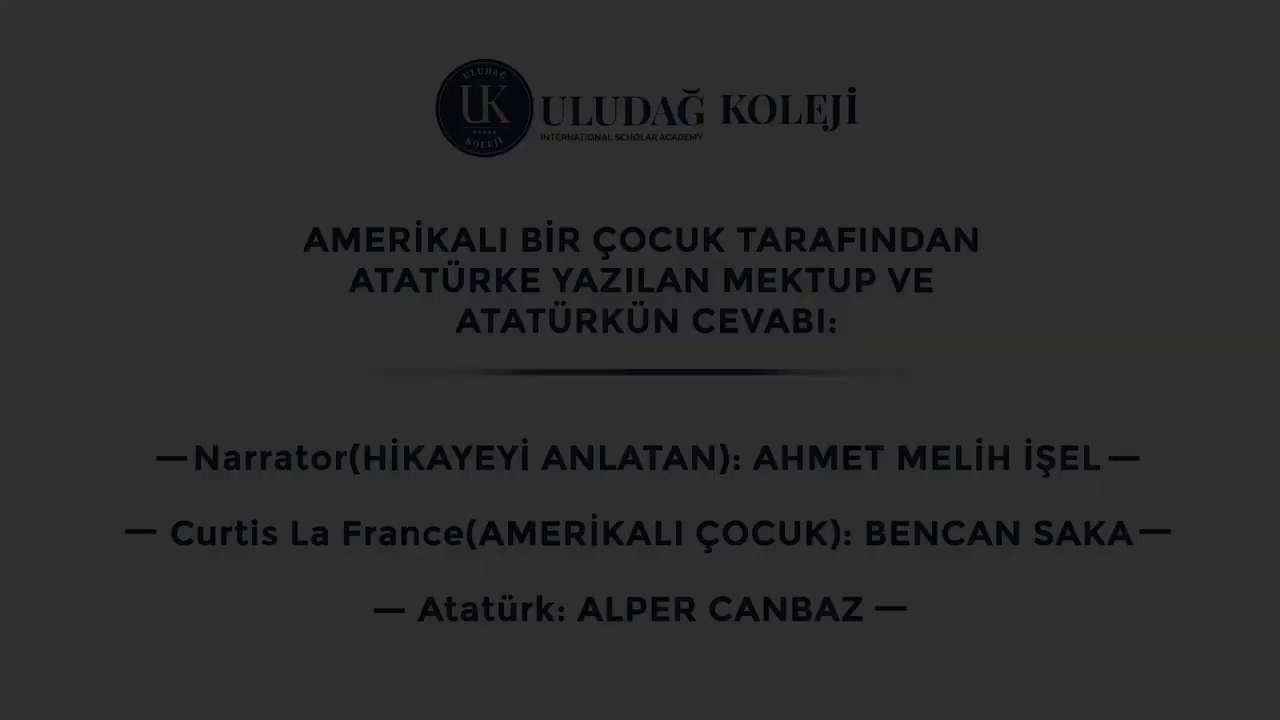 ULUDAĞ
UK
KOLEJİ
ULUDAĞ KOLEJİ
INTERNATIONAL SCHOLAR ACADEMY
AMERİKALI BİR ÇOCUK TARAFINDAN
ATATÜRKE YAZILAN MEKTUP VE
ATATÜRKÜN CEVABI:
—Narrator(HİKAYEYİ ANLATAN): AHMET MELİH İŞEL—
— Curtis La France(AMERİKALI ÇOCUK): BENCAN SAKA—
— Atatürk: ALPER CANBAZ —